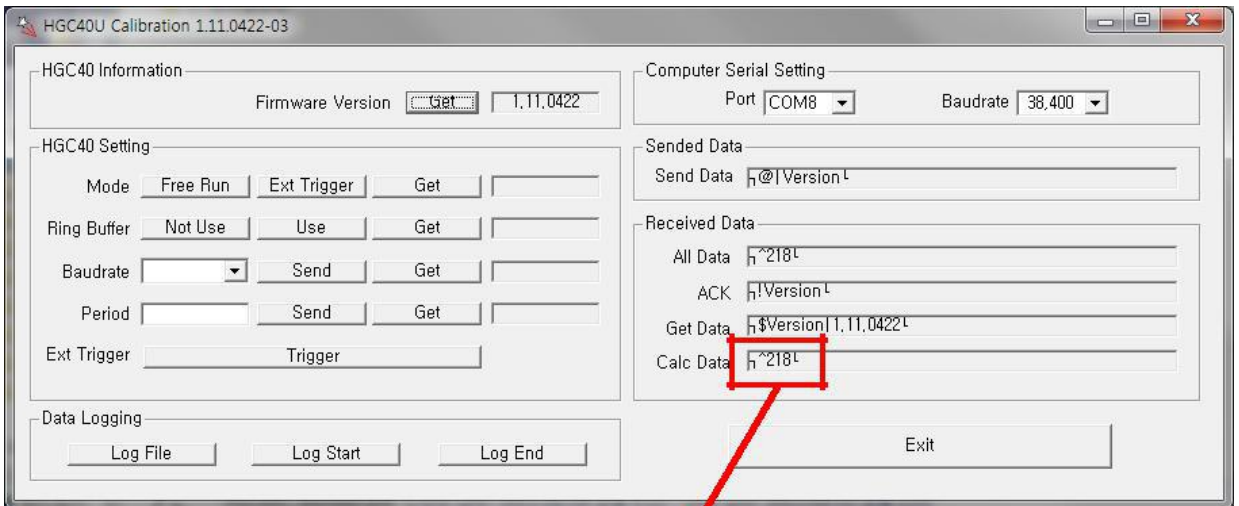 HGC40U Calibration 1.11.0422-03
HGC40 Information
Firmware Version Get 1,11,0422
HGC40 Setting
Mode Free Run Ext Trigger Get
Ring Buffer Not Use Use Get
Baudrate Send Get
Period Send Get
Ext Trigger Trigger
Data Logging
Log File Log Start Log End
Computer Serial Setting
Port COM8 Baudrate 38,400
Sended Data
Send Data ┐@|Version└
Received Data
All Data ┐^218└
ACK ┐!Version└
Get Data ┐$Version|1,11,0422└
Calc Data ┐^218└
Exit